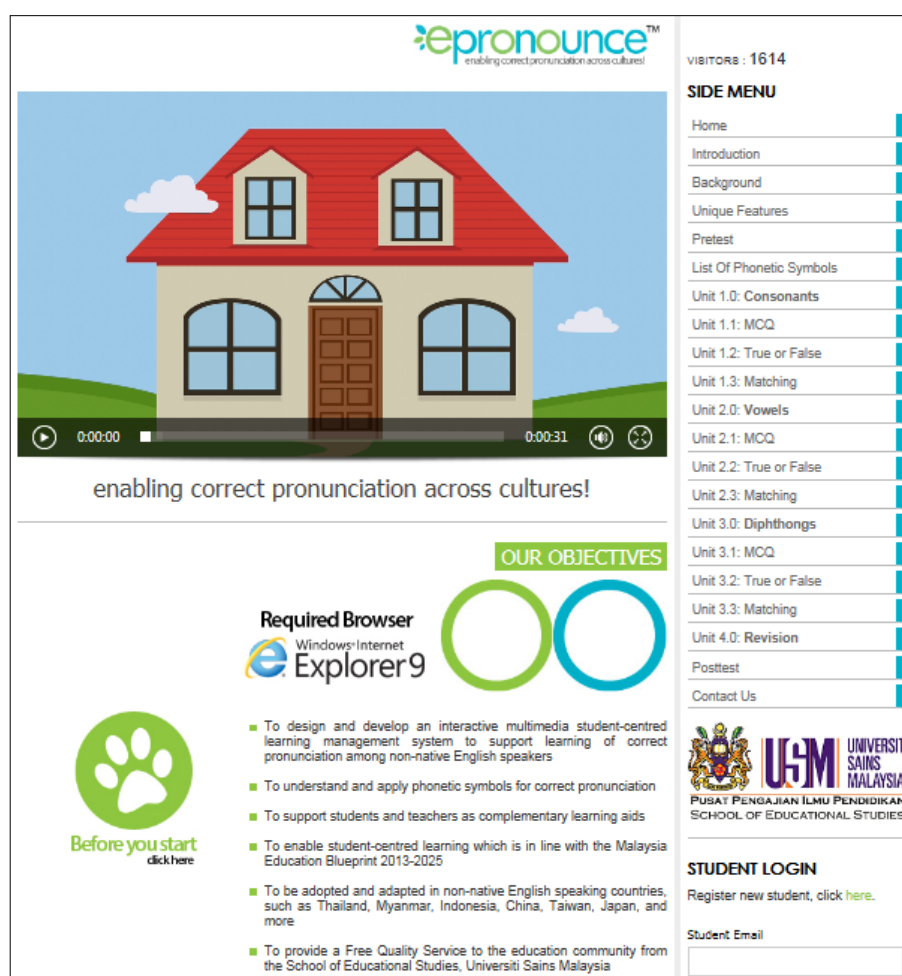 epronounce™
enabling correct pronunciation across cultures!
0:00:00
0:00:31
enabling correct pronunciation across cultures!
OUR OBJECTIVES
Required Browser
Windows Internet
Explorer 9
Before you start
click here
To design and develop an interactive multimedia student-centred
learning management system to support learning of correct
pronunciation among non-native English speakers
To understand and apply phonetic symbols for correct pronunciation
To support students and teachers as complementary learning aids
To enable student-centred learning which is in line with the Malaysia
Education Blueprint 2013-2025
To be adopted and adapted in non-native English speaking countries,
such as Thailand, Myanmar, Indonesia, China, Taiwan, Japan, and
more
To provide a Free Quality Service to the education community from
the School of Educational Studies, Universiti Sains Malaysia
VISITORS : 1614
SIDE MENU
Home
Introduction
Background
Unique Features
Pretest
List Of Phonetic Symbols
Unit 1.0: Consonants
Unit 1.1: MCQ
Unit 1.2: True or False
Unit 1.3: Matching
Unit 2.0: Vowels
Unit 2.1: MCQ
Unit 2.2: True or False
Unit 2.3: Matching
Unit 3.0: Diphthongs
Unit 3.1: MCQ
Unit 3.2: True or False
Unit 3.3: Matching
Unit 4.0: Revision
Posttest
Contact Us
USM
UNIVERSITI
SAINS
MALAYSIA
PUSAT PENGAJIAN ILMU PENDIDIKAN
SCHOOL OF EDUCATIONAL STUDIES
STUDENT LOGIN
Register new student, click here.
Student Email